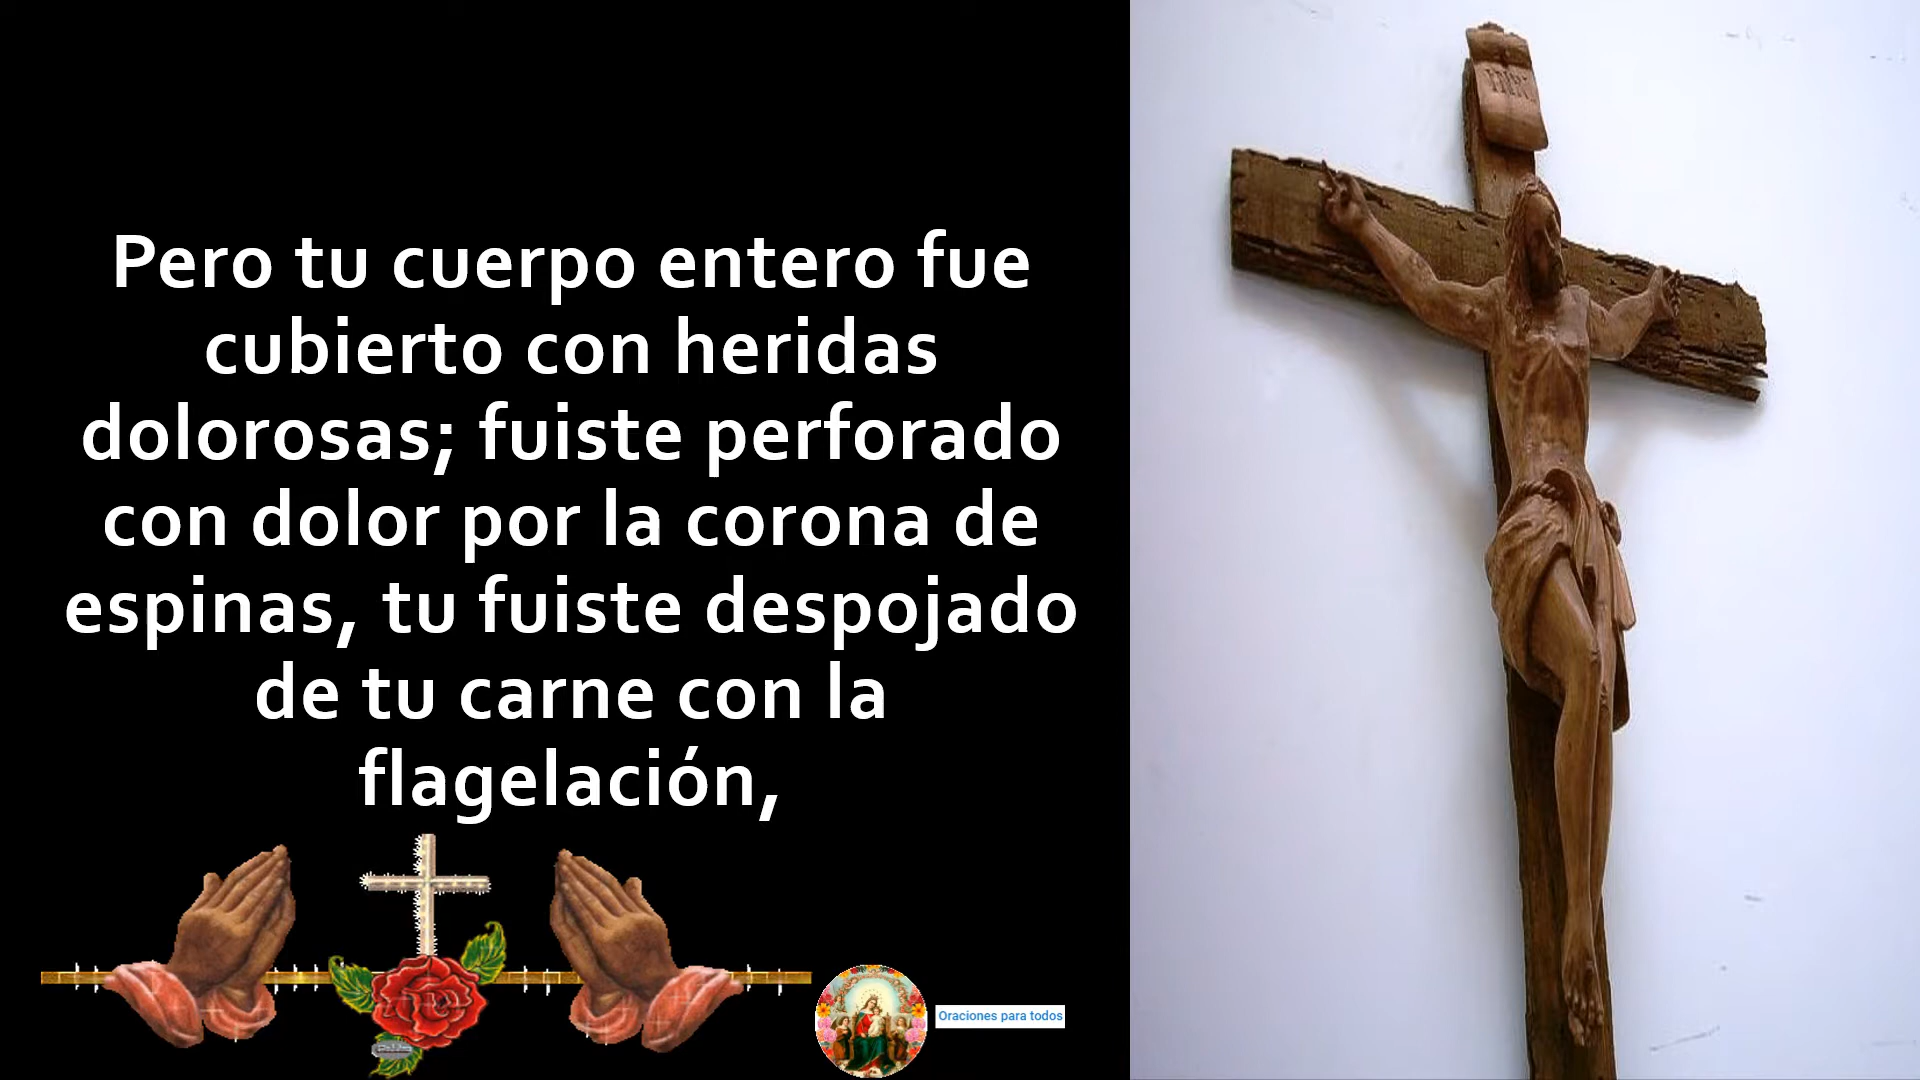 Pero tu cuerpo entero fue
cubierto con heridas
dolorosas; fuiste perforado
con dolor por la corona de
espinas, tu fuiste despojado
de tu carne con la
flagelación,
Oraciones para todos
INRI